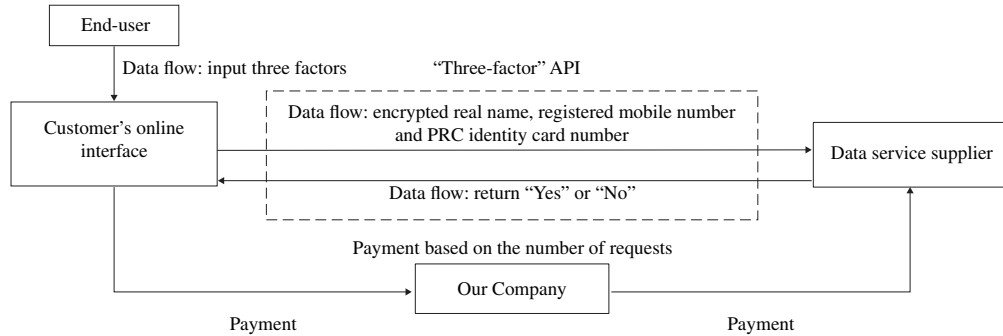 End-user
Data flow: input three factors
“Three-factor” API
Data flow: encrypted real name, registered mobile number
and PRC identity card number
Customer’s online
interface
Data service supplier
Data flow: return “Yes” or “No”
Payment based on the number of requests
Our Company
Payment
Payment